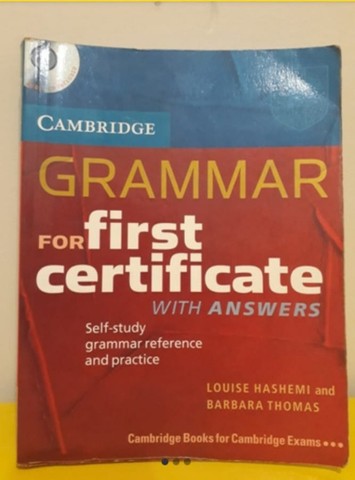 CAMBRIDGE
GRAMMAR
FOR first
certificate
WITH ANSWERS
Self-study
grammar reference
and practice
LOUISE HASHEMI and
BARBARA THOMAS
Cambridge Books for Cambridge Exams